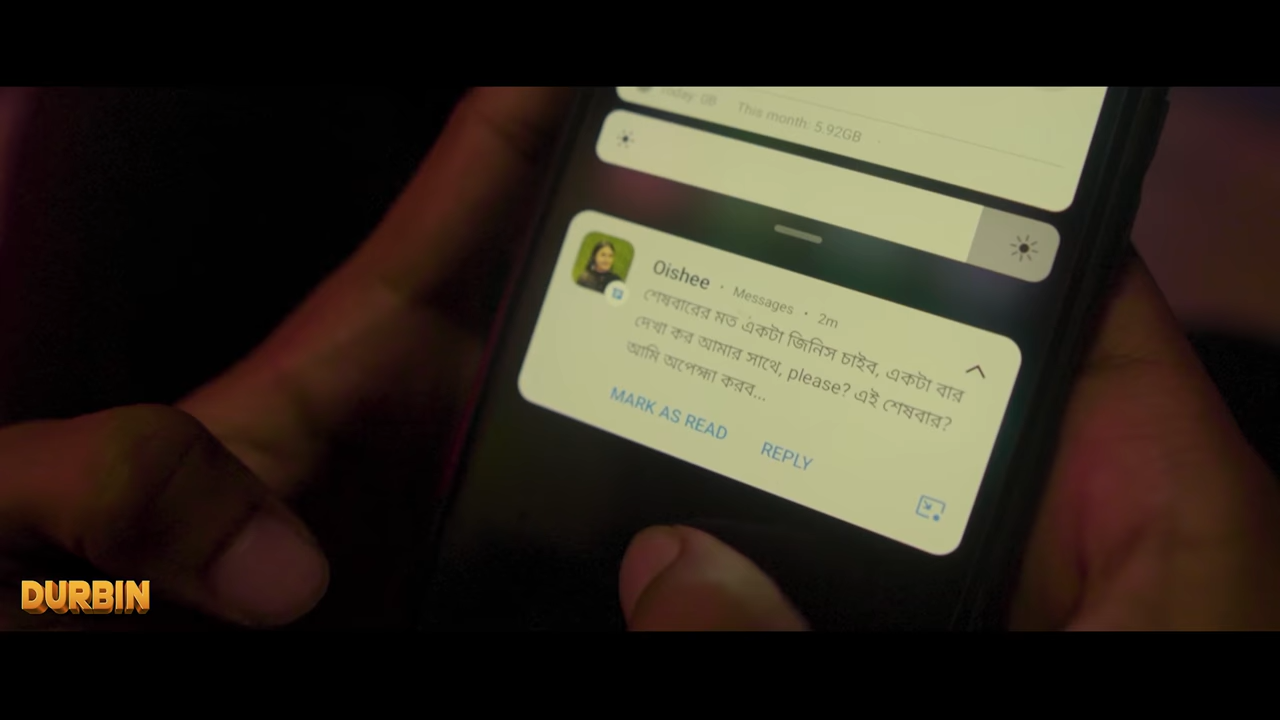 This month: 5.92GB
Oishee · Messages · 2m
শেষবারের মত একটা জিনিস চাইব, একটা বার
দেখা কর আমার সাথে, please? এই শেষবার?
আমি অপেক্ষা করব...
MARK AS READ REPLY
DURBIN